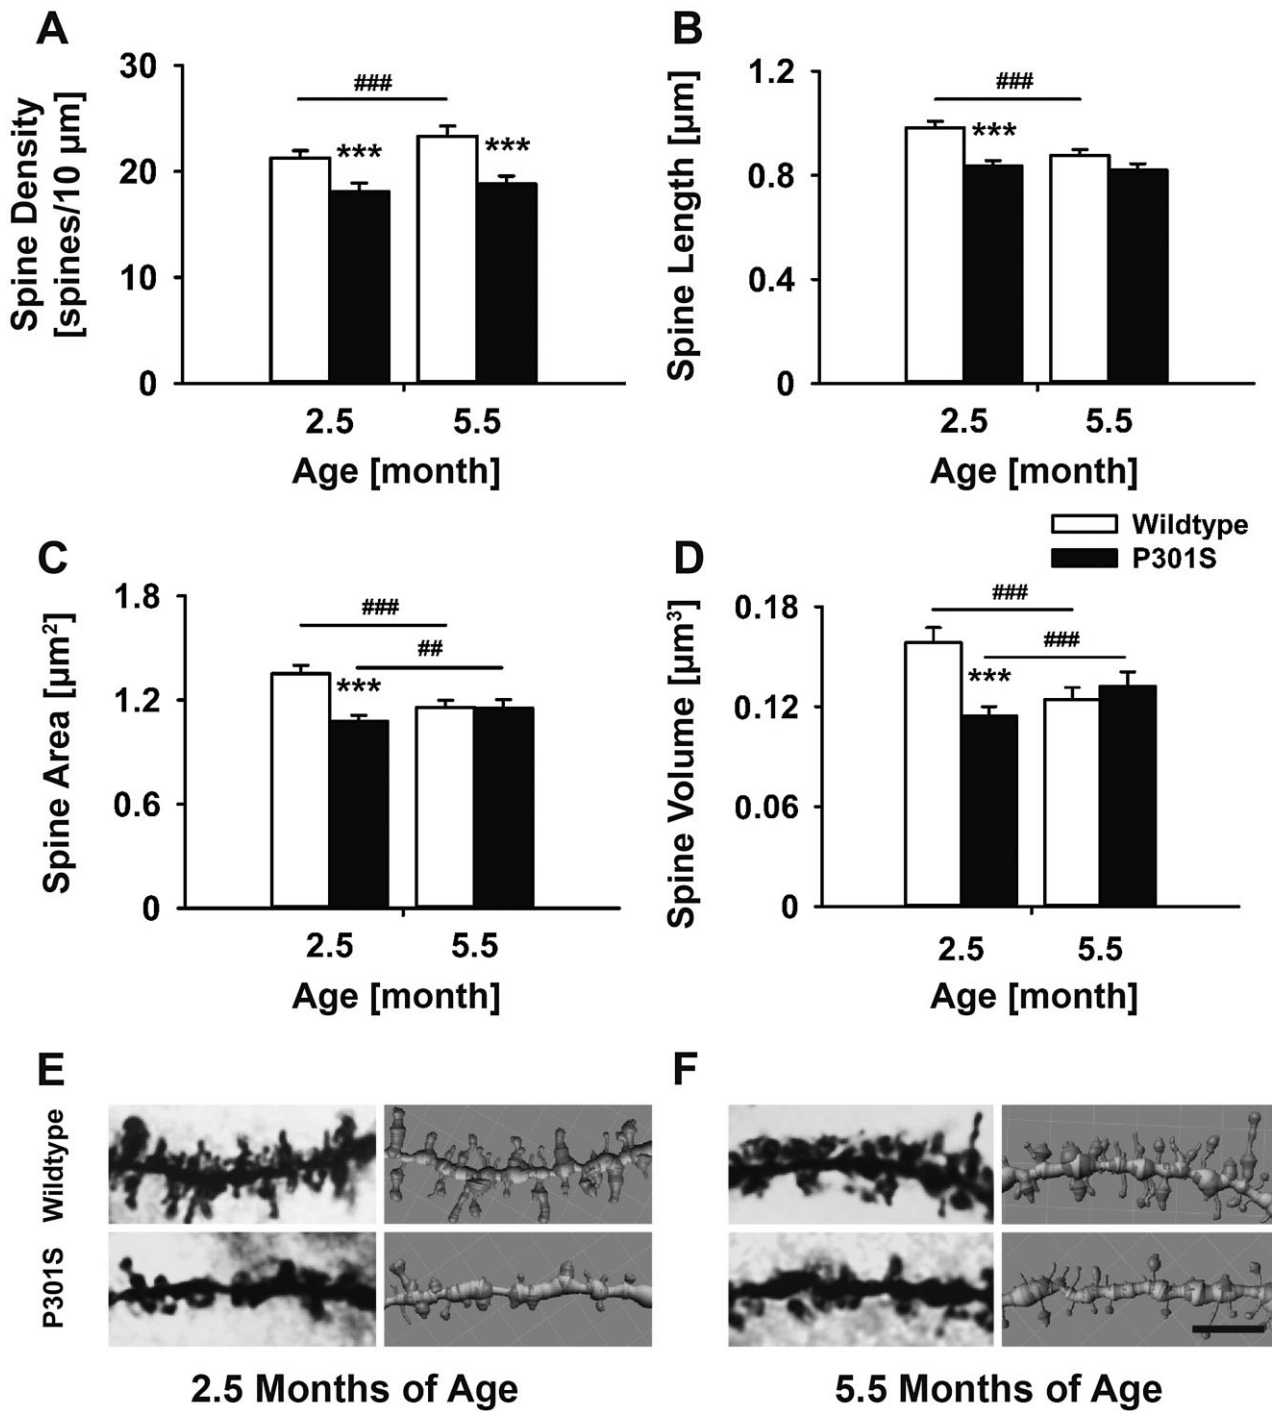 A
Spine Density
[spines/10 µm]
30
20
10
0
###
***
***
2.5 5.5
Age [month]
B
Spine Length [µm]
1.2
0.8
0.4
0
###
***
2.5 5.5
Age [month]
Wildtype
P301S
C
Spine Area [µm²]
1.8
1.2
0.6
0
###
##
***
2.5 5.5
Age [month]
D
Spine Volume [µm³]
0.18
0.12
0.06
0
###
###
***
2.5 5.5
Age [month]
E
Wildtype
P301S
2.5 Months of Age
F
5.5 Months of Age